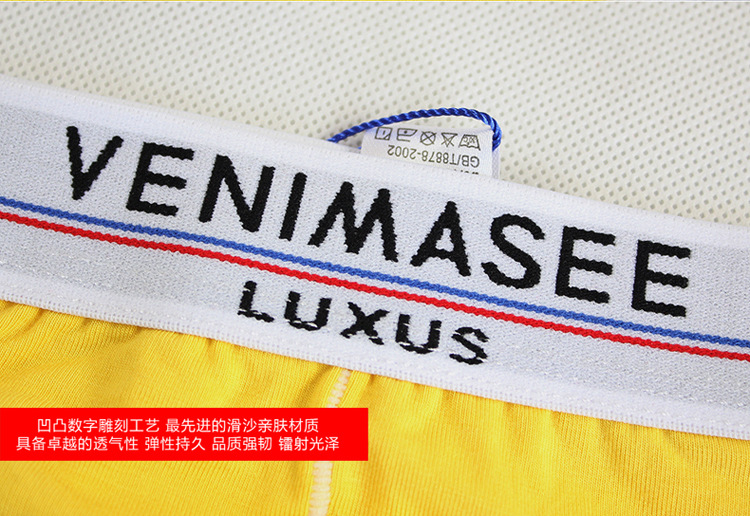 GB/T8878-2002
VENIMASEE
LUXUS
凹凸数字雕刻工艺 最先进的滑沙亲肤材质
具备卓越的透气性 弹性持久 品质强韧 镭射光泽